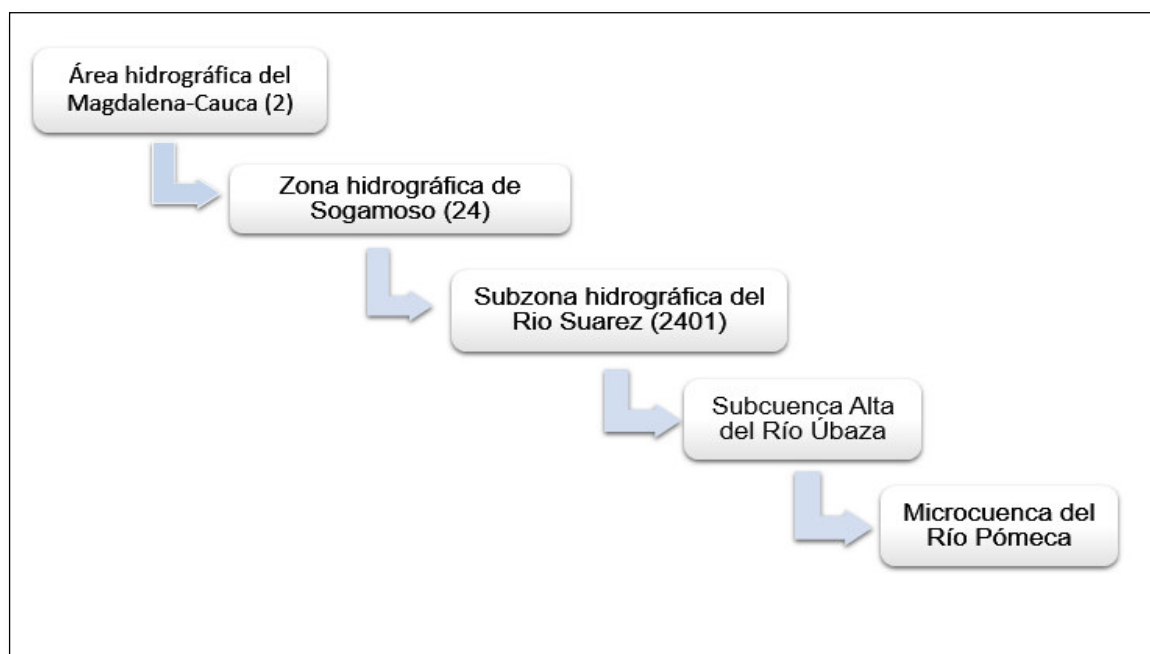 Área hidrográfica del
Magdalena-Cauca (2)
Zona hidrográfica de
Sogamoso (24)
Subzona hidrográfica del
Rio Suarez (2401)
Subcuenca Alta
del Río Úbaza
Microcuenca del
Río Pómeca